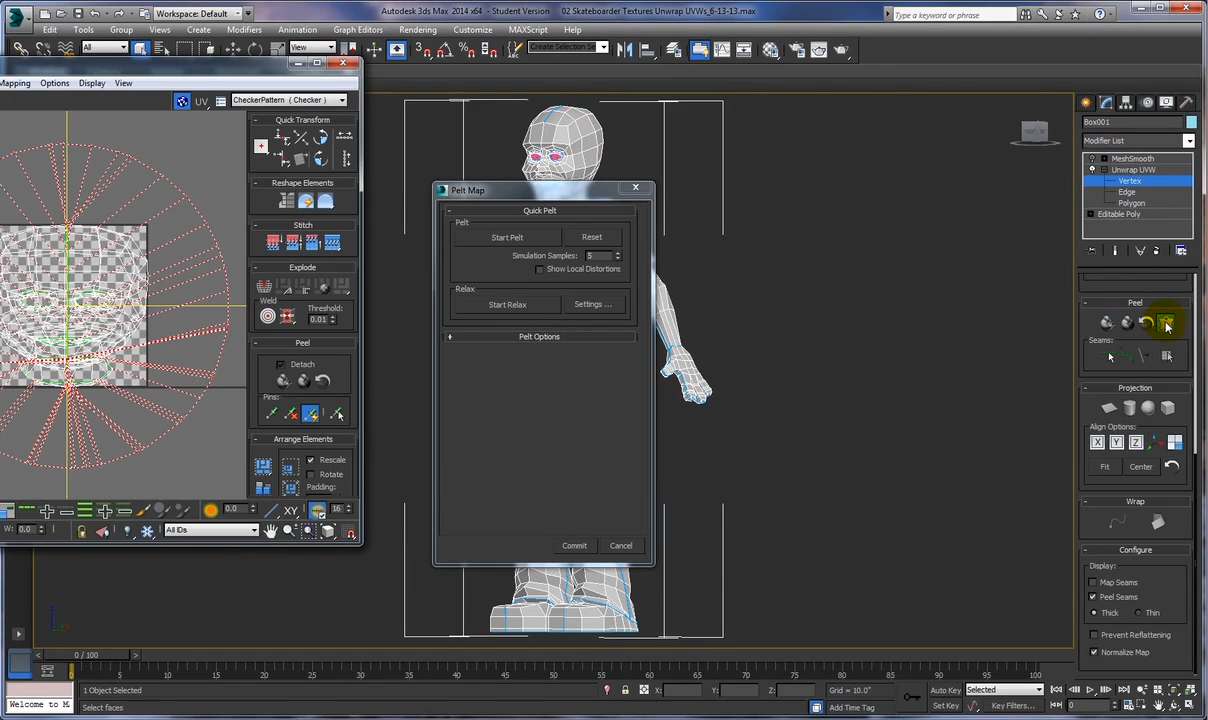 Workspace: Default
Autodesk 3ds Max 2014 x64 - Student Version
02 Skateboarder Textures Unwrap UVWs_6-13-13.max
Type a keyword or phrase
Edit
Tools
Group
Views
Create
Modifiers
Animation
Graph Editors
Rendering
Customize
MAXScript
Help
All
View
Create Selection Se
Mapping
Options
Display
View
UV
CheckerPattern ( Checker )
Quick Transform
Reshape Elements
Stitch
Explode
Weld
Threshold:
0.01
Peel
Detach
Pins:
Arrange Elements
Rescale
Rotate
Padding:
0.0
XY
16
W: 0.0
All IDs
Pelt Map
Quick Pelt
Pelt
Start Pelt
Reset
Simulation Samples:
5
Show Local Distortions
Relax
Start Relax
Settings ...
Pelt Options
Commit
Cancel
Box001
Modifier List
MeshSmooth
Unwrap UVW
Vertex
Edge
Polygon
Editable Poly
Peel
Seams:
Projection
Align Options:
X
Y
Z
Fit
Center
Wrap
Configure
Display:
Map Seams
Peel Seams
Thick
Thin
Prevent Reflattening
Normalize Map
0 / 100
0
5
10
15
20
25
30
35
40
45
50
55
60
65
70
75
80
85
90
95
100
1 Object Selected
X:
Y:
Z:
Grid = 10.0"
Auto Key
Selected
Welcome to M
Select faces
Add Time Tag
Set Key
Key Filters...
0